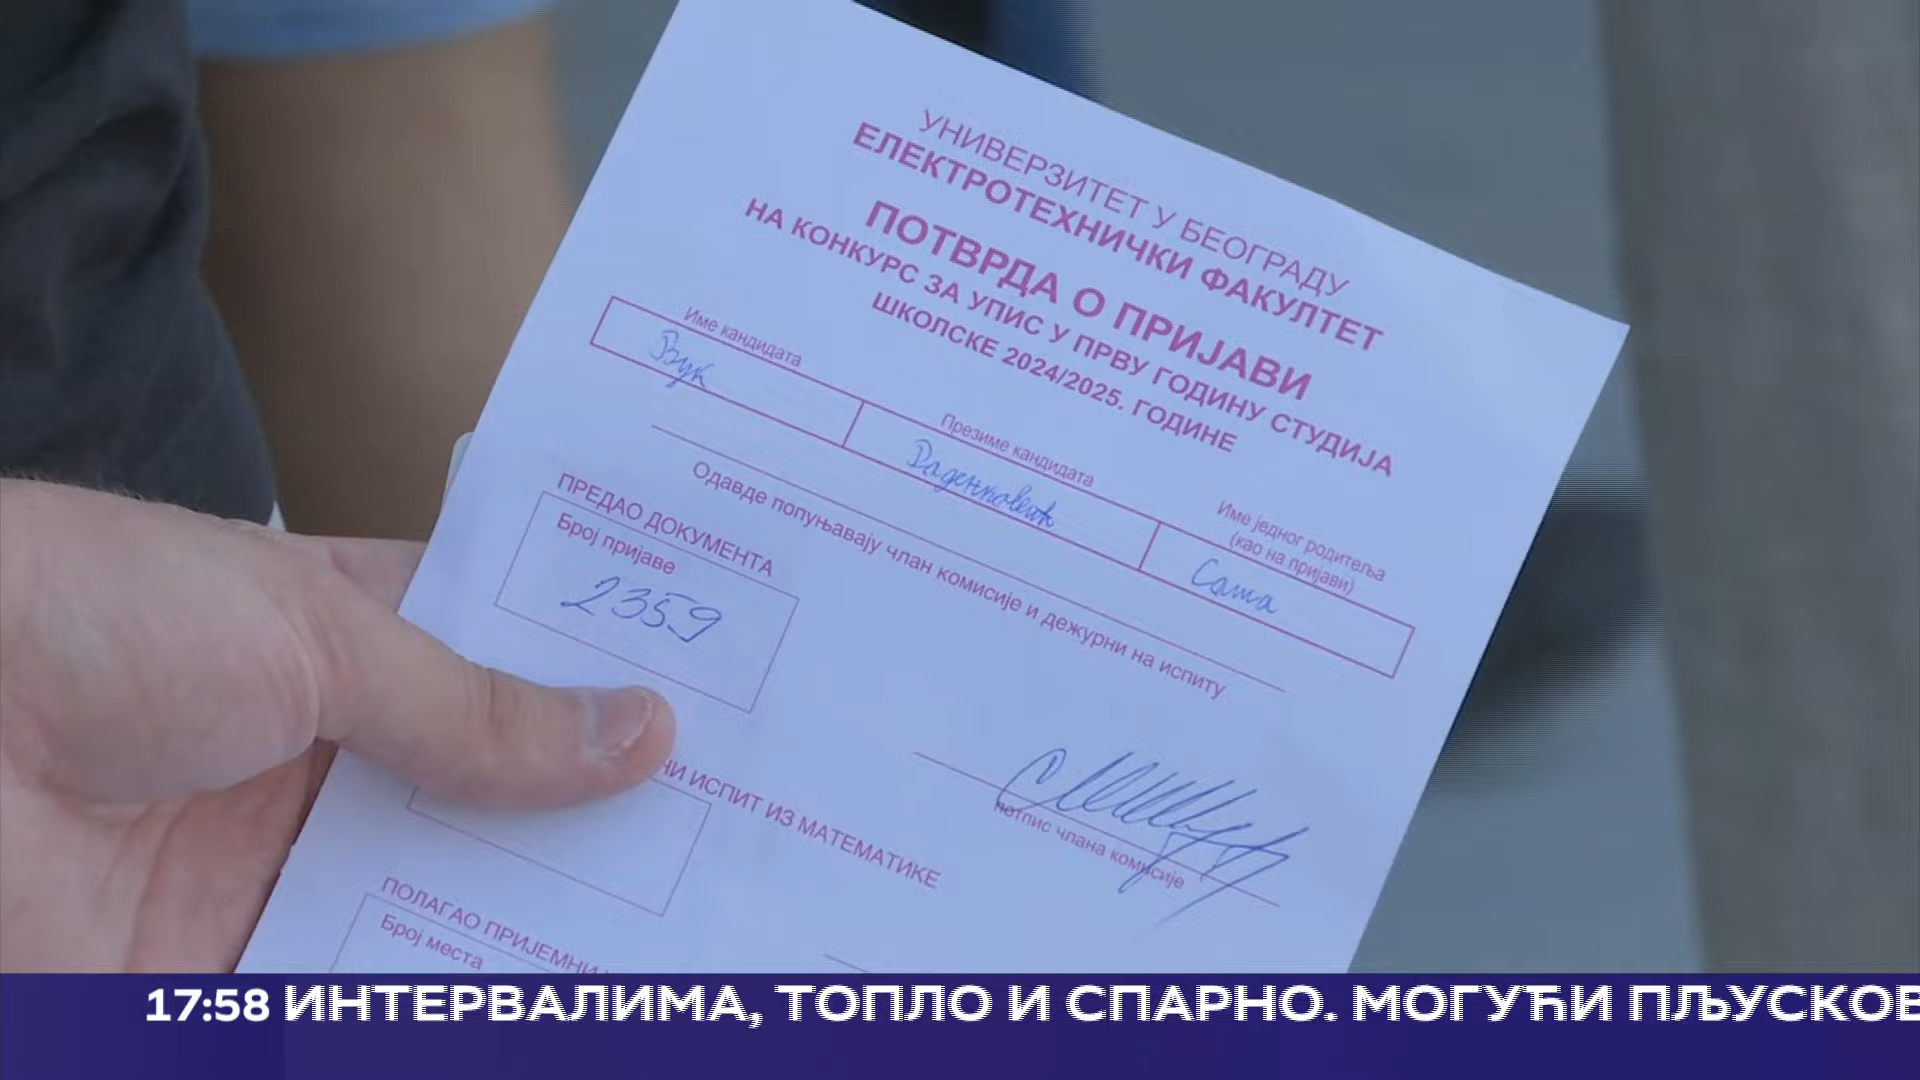 УНИВЕРЗИТЕТ У БЕОГРАДУ
ЕЛЕКТРОТЕХНИЧКИ ФАКУЛТЕТ
ПОТВРДА О ПРИЈАВИ
НА КОНКУРС ЗА УПИС У ПРВУ ГОДИНУ СТУДИЈА
ШКОЛСКЕ 2024/2025. ГОДИНЕ
Име кандидата
Вук
Презиме кандидата
Раденковић
Име једног родитеља
(као на пријави)
Саша
Одавде попуњавају члан комисије и дежурни на испиту
ПРЕДАО ДОКУМЕНТА
Број пријаве
2359
потпис члана комисије
НИ ИСПИТ ИЗ МАТЕМАТИКЕ
ПОЛАГАО ПРИЈЕМНИ
Број места
17:58 ИНТЕРВАЛИМА, ТОПЛО И СПАРНО. МОГУЋИ ПЉУСКОВ